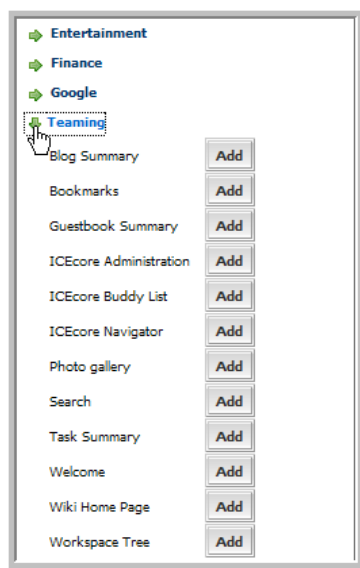 Entertainment
Finance
Google
Teaming
Blog Summary Add
Bookmarks Add
Guestbook Summary Add
ICEcore Administration Add
ICEcore Buddy List Add
ICEcore Navigator Add
Photo gallery Add
Search Add
Task Summary Add
Welcome Add
Wiki Home Page Add
Workspace Tree Add